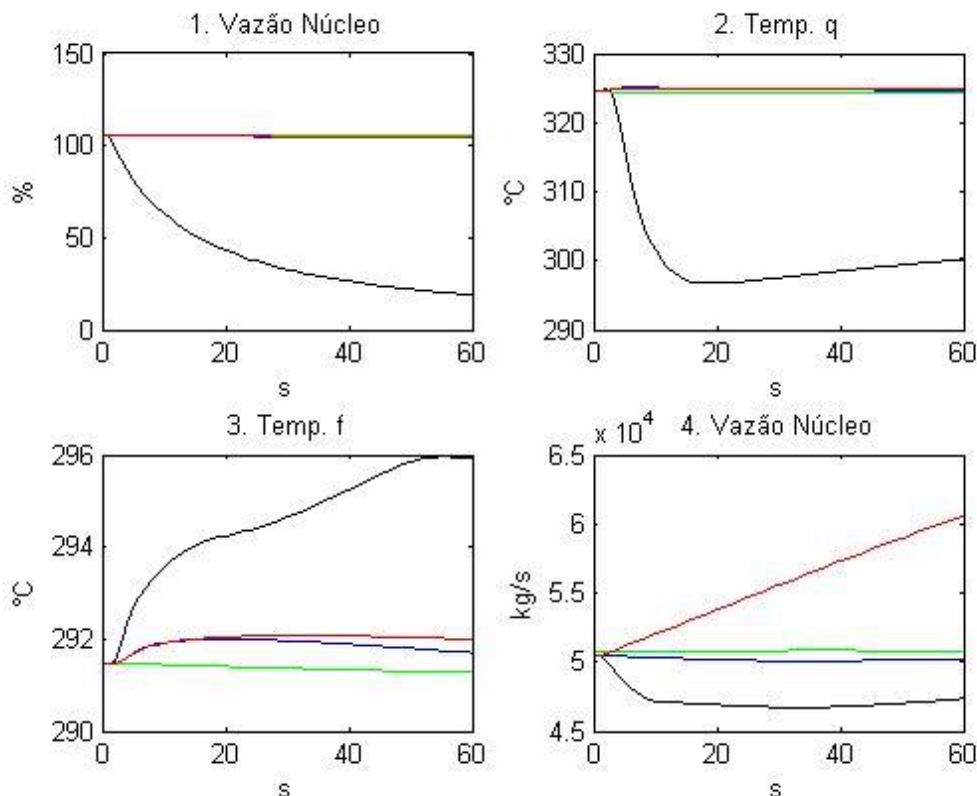 1. Vazão Núcleo
150
100
50
0
%
0 20 40 60
s
2. Temp. q
330
320
310
300
290
°C
0 20 40 60
s
3. Temp. f
296
294
292
290
°C
0 20 40 60
s
x 10^4 4. Vazão Núcleo
6.5
6
5.5
5
4.5
kg/s
0 20 40 60
s